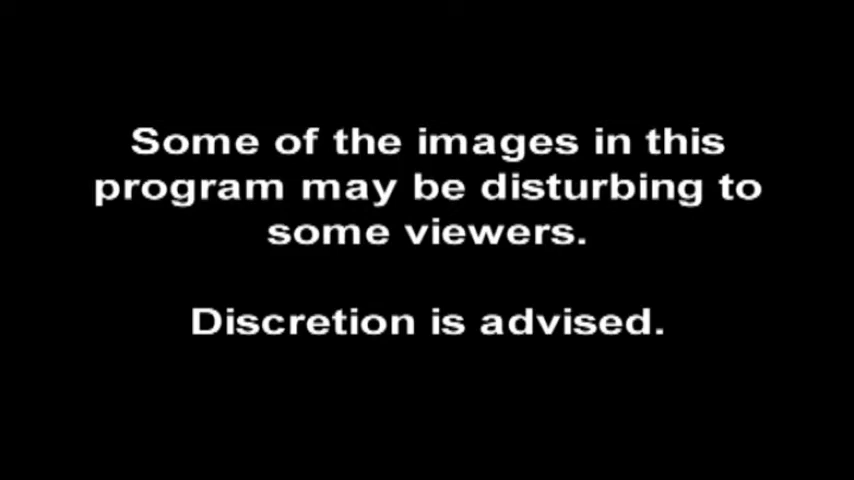 Some of the images in this
program may be disturbing to
some viewers.
Discretion is advised.